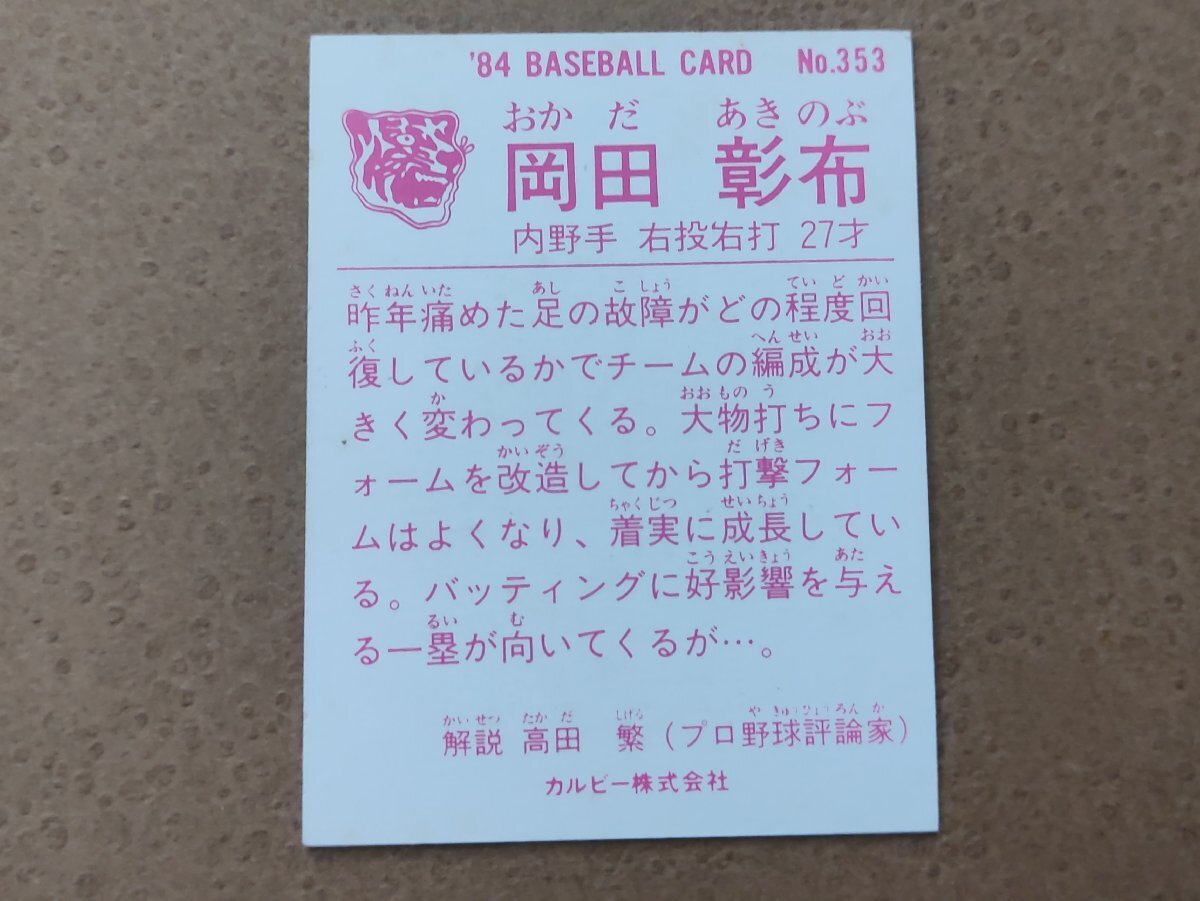 '84 BASEBALL CARD No.353
おかだ あきのぶ
岡田 彰布
内野手 右投右打 27才
さくねんいた あし こしょう ていどかい
昨年痛めた足の故障がどの程度回
ふく へんせい おお
復しているかでチームの編成が大
か おおものう
きく変わってくる。大物打ちにフ
かいぞう だげき
ォームを改造してから打撃フォー
ちゃくじつ せいちょう
ムはよくなり、着実に成長してい
こうえいきょう あた
る。バッティングに好影響を与え
るい む
る一塁が向いてくるが…。
かいせつ たかだ しげる やきゅうひょうろんか
解説 高田 繁(プロ野球評論家)
カルビー株式会社